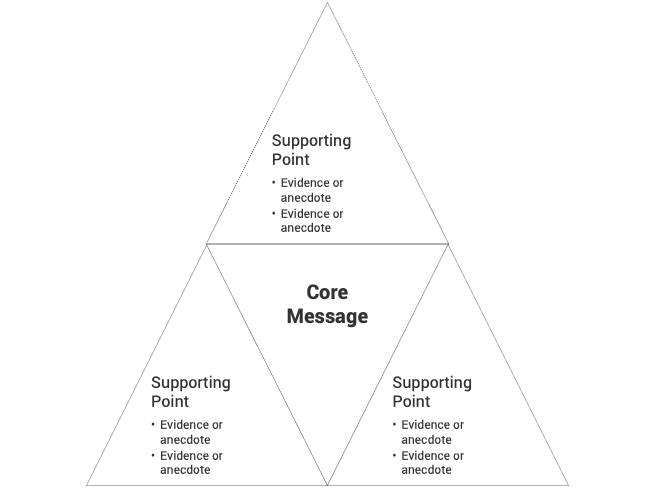 Supporting
Point
• Evidence or
anecdote
• Evidence or
anecdote
Core
Message
Supporting
Point
• Evidence or
anecdote
• Evidence or
anecdote
Supporting
Point
• Evidence or
anecdote
• Evidence or
anecdote